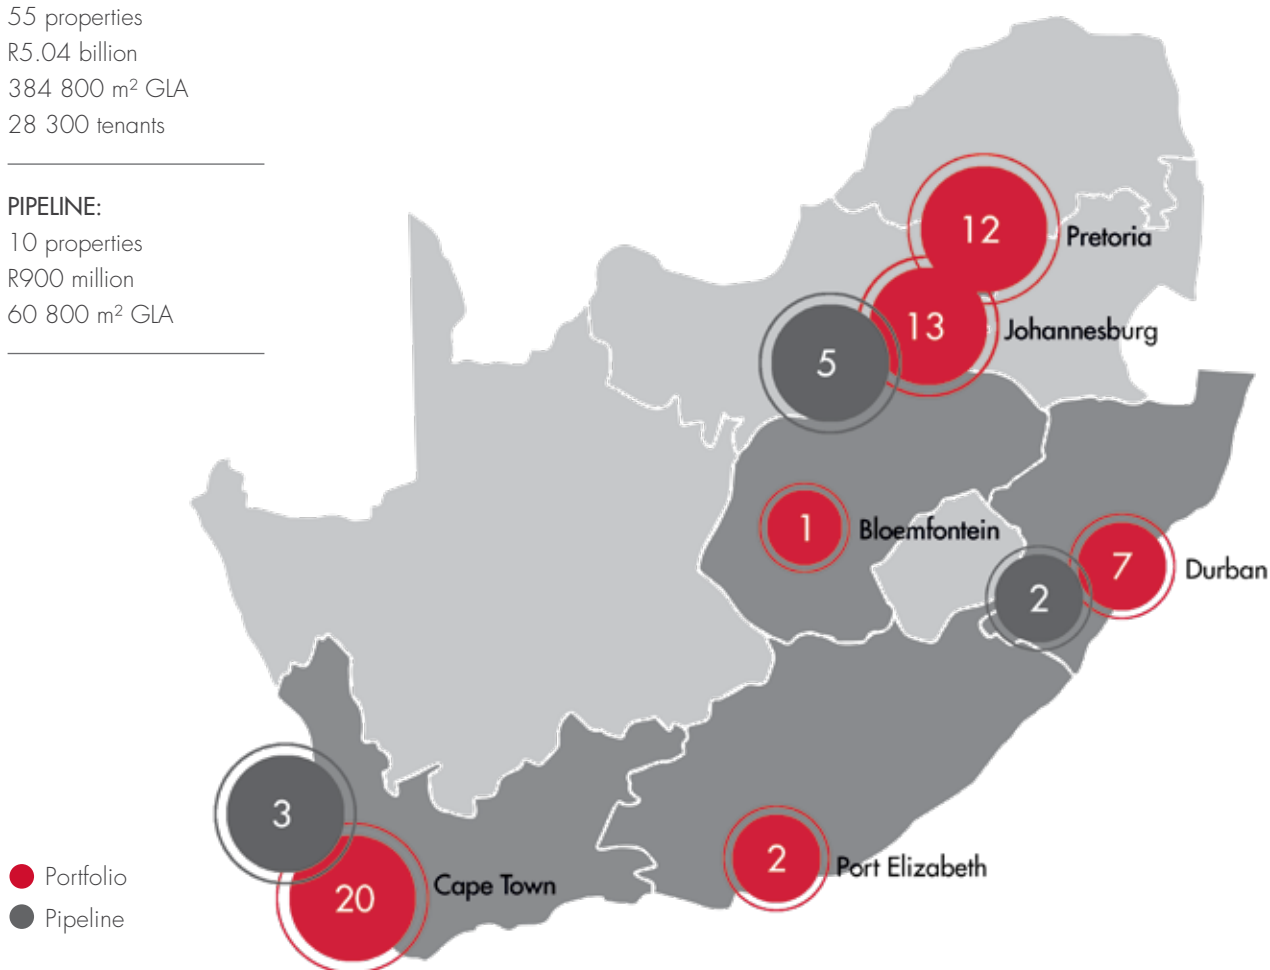 55 properties
R5.04 billion
384 800 m² GLA
28 300 tenants
PIPELINE:
10 properties
R900 million
60 800 m² GLA
12
Pretoria
13
Johannesburg
5
1
Bloemfontein
7
Durban
2
3
20
Cape Town
2
Port Elizabeth
Portfolio
Pipeline